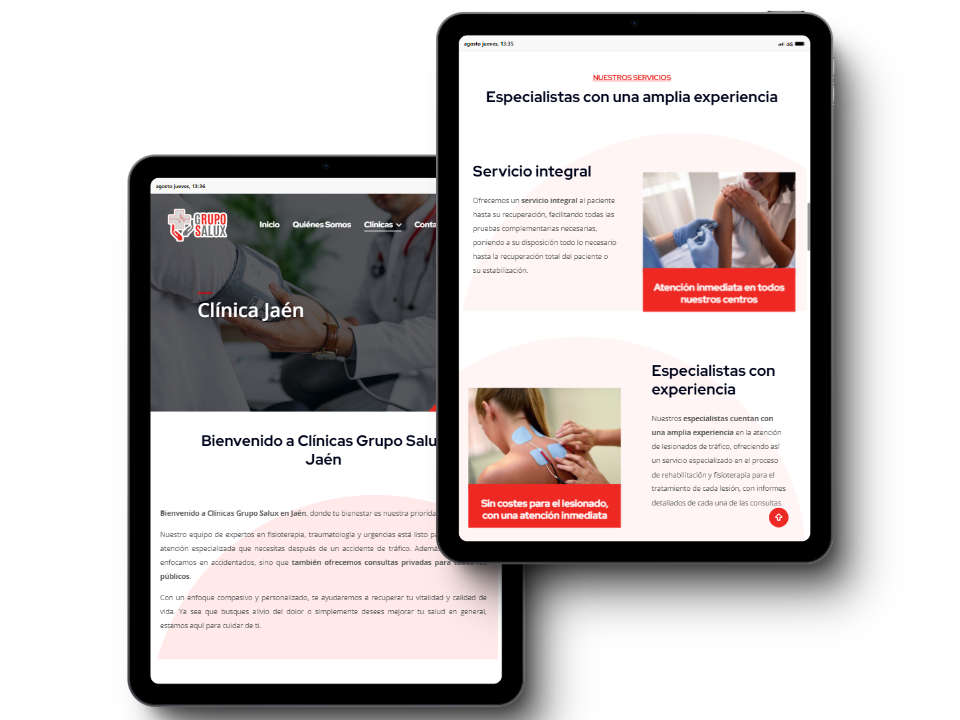 agosto jueves, 13:35
4G
NUESTROS SERVICIOS
Especialistas con una amplia experiencia
Servicio integral
Ofrecemos un servicio integral al paciente
hasta su recuperación, facilitando todas las
pruebas complementarias necesarias,
poniendo a su disposición todo lo necesario
hasta la recuperación total del paciente o
su estabilización.
Atención inmediata en todos
nuestros centros
Especialistas con
experiencia
Nuestros especialistas cuentan con
una amplia experiencia en la atención
de lesionados de tráfico, ofreciendo así
un servicio especializado en el proceso
de rehabilitación y fisioterapia para el
tratamiento de cada lesión, con informes
detallados de cada una de las consultas.
Sin costes para el lesionado,
con una atención inmediata
agosto jueves, 13:36
GRUPO
SALUX
Inicio Quiénes Somos Clínicas Conta
Clínica Jaén
Bienvenido a Clínicas Grupo Salu
Jaén
Bienvenido a Clínicas Grupo Salux en Jaén, donde tu bienestar es nuestra priorida
Nuestro equipo de expertos en fisioterapia, traumatología y urgencias está listo pa
atención especializada que necesitas después de un accidente de tráfico. Ademá
enfocamos en accidentados, sino que también ofrecemos consultas privadas para
públicos.
Con un enfoque compasivo y personalizado, te ayudaremos a recuperar tu vitalidad y calidad de
vida. Ya sea que busques alivio del dolor o simplemente desees mejorar tu salud en general,
estamos aquí para cuidar de ti.